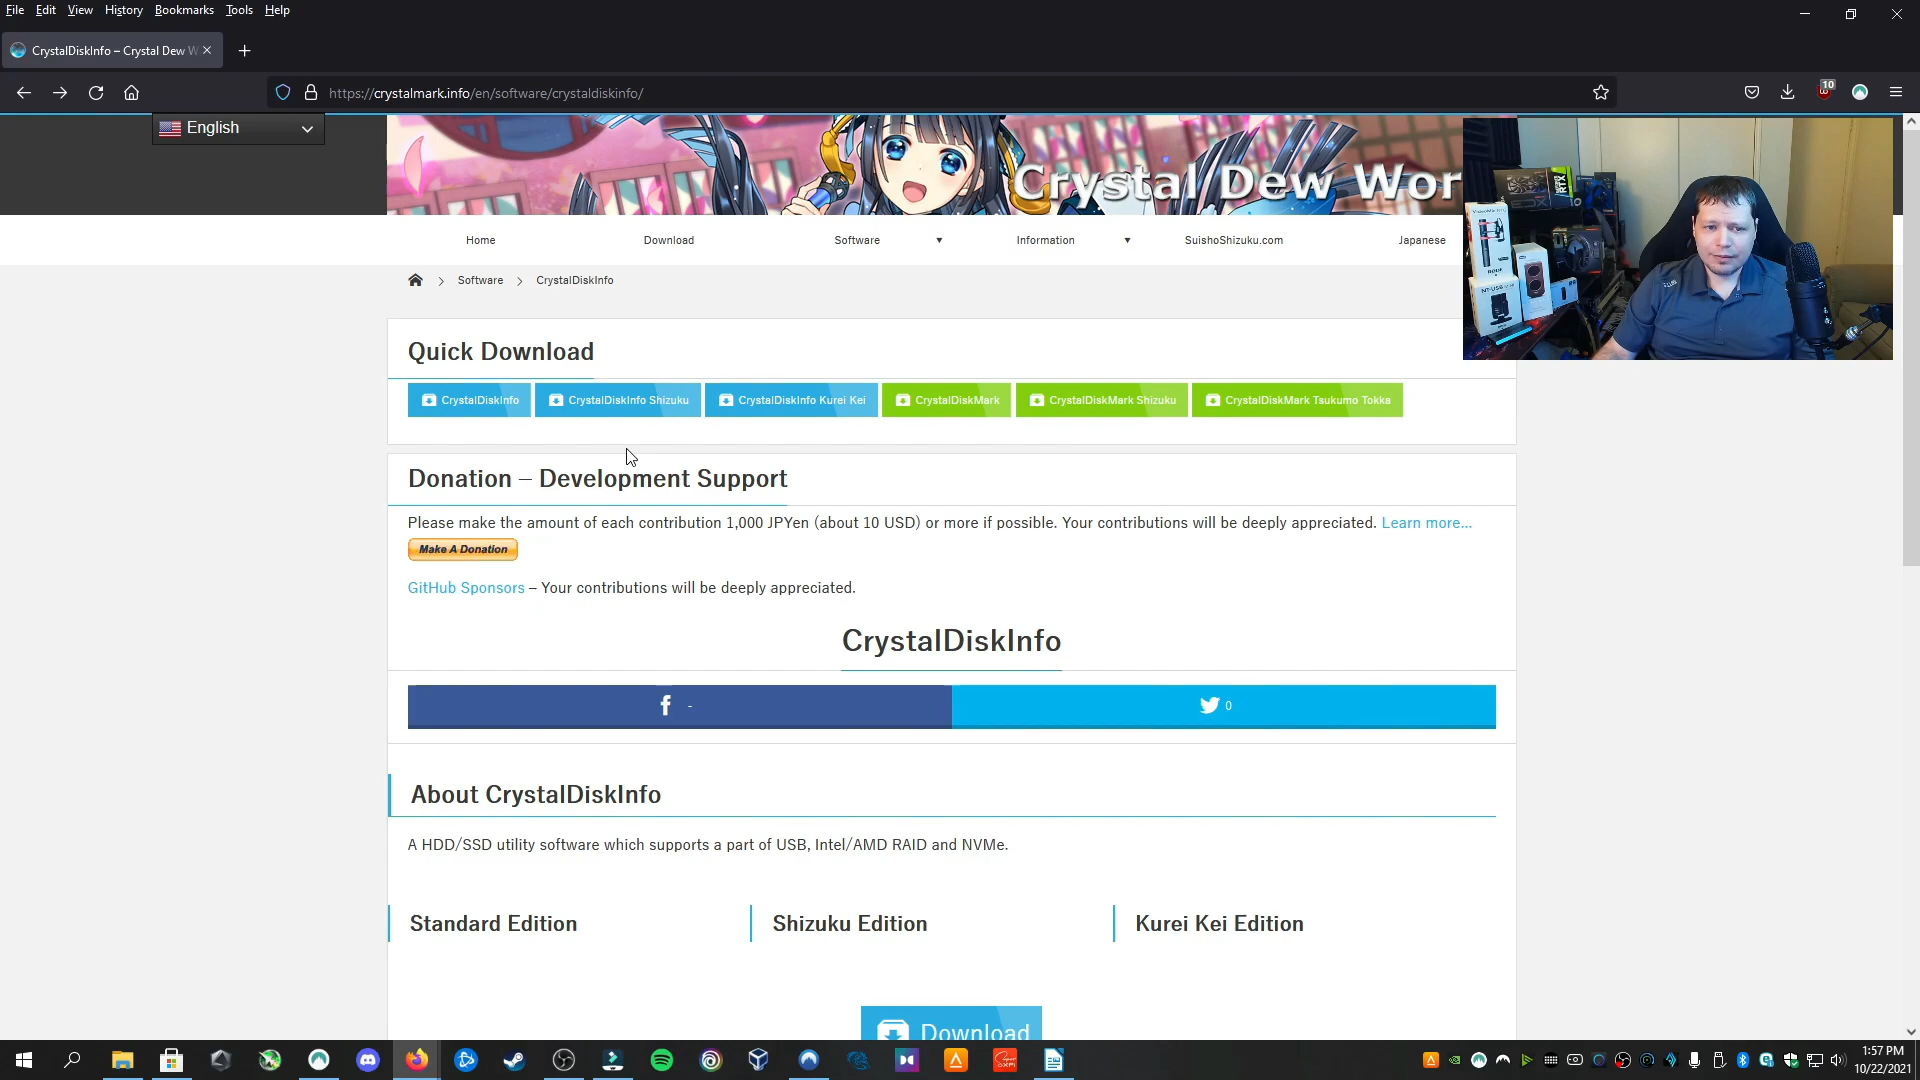 File Edit View History Bookmarks Tools Help
CrystalDiskInfo – Crystal Dew W
https://crystalmark.info/en/software/crystaldiskinfo/
10
English
Crystal Dew Wor
Home Download Software Information SuishoShizuku.com Japanese
Software CrystalDiskInfo
Quick Download
CrystalDiskInfo CrystalDiskInfo Shizuku CrystalDiskInfo Kurei Kei CrystalDiskMark CrystalDiskMark Shizuku CrystalDiskMark Tsukumo Tokka
Donation – Development Support
Please make the amount of each contribution 1,000 JPYen (about 10 USD) or more if possible. Your contributions will be deeply appreciated. Learn more...
Make A Donation
GitHub Sponsors – Your contributions will be deeply appreciated.
CrystalDiskInfo
f -
0
About CrystalDiskInfo
A HDD/SSD utility software which supports a part of USB, Intel/AMD RAID and NVMe.
Standard Edition Shizuku Edition Kurei Kei Edition
Download
1:57 PM
10/22/2021